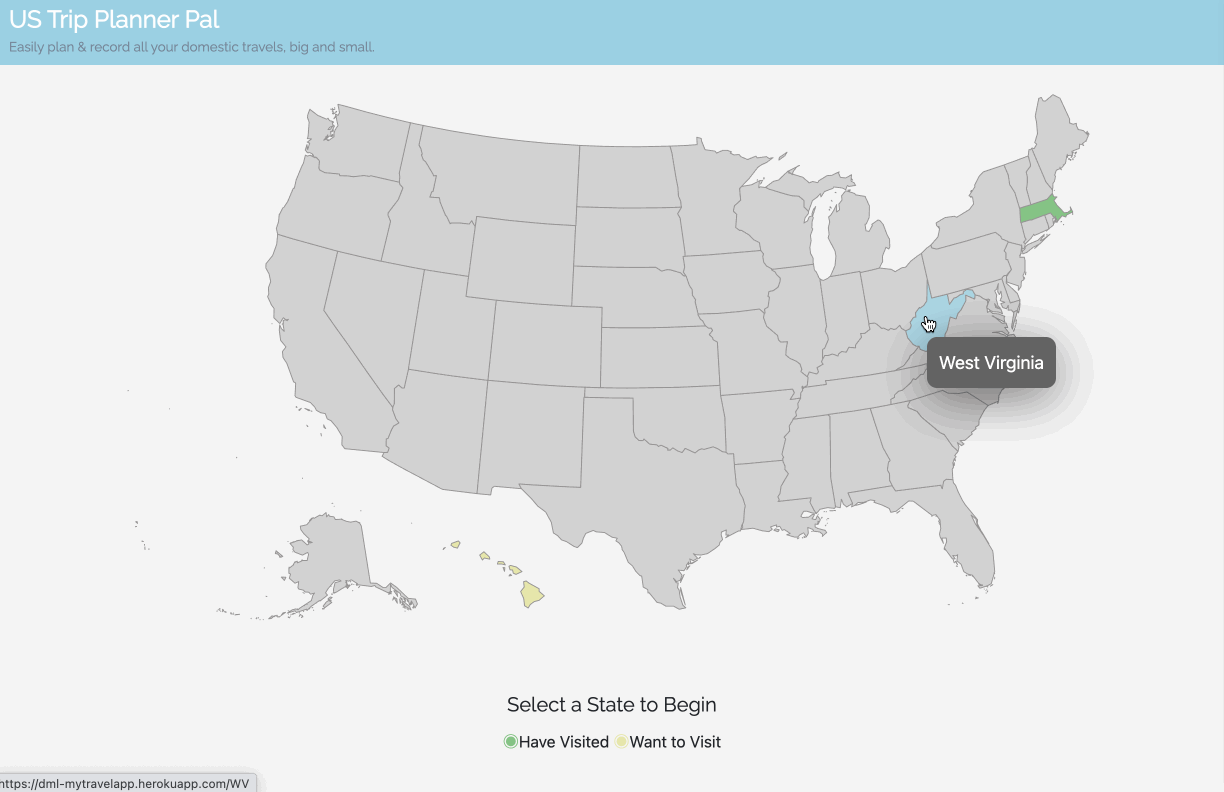 US Trip Planner Pal
Easily plan & record all your domestic travels, big and small.
West Virginia
Select a State to Begin
Have Visited Want to Visit
https://dml-mytravelapp.herokuapp.com/WV